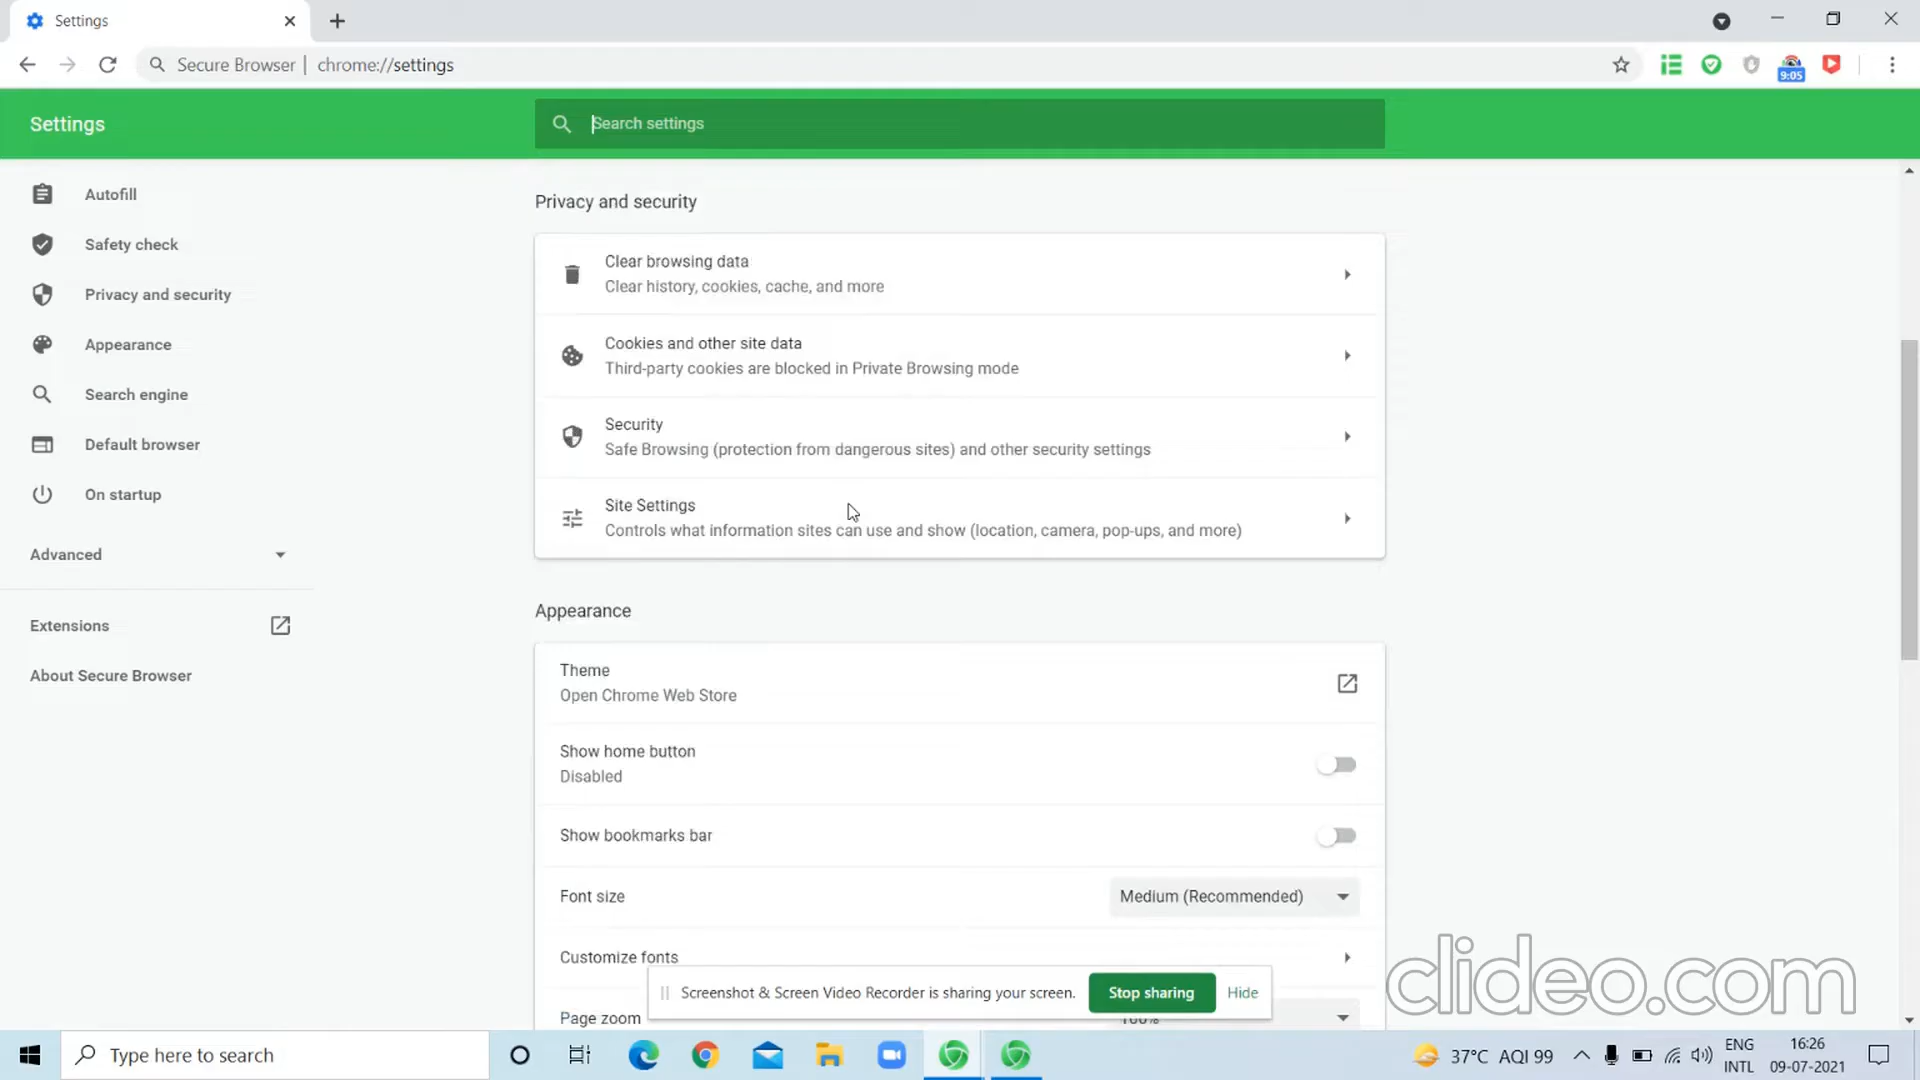 Settings
Secure Browser | chrome://settings
9:05
Settings
Search settings
Autofill
Safety check
Privacy and security
Appearance
Search engine
Default browser
On startup
Advanced
Extensions
About Secure Browser
Privacy and security
Clear browsing data
Clear history, cookies, cache, and more
Cookies and other site data
Third-party cookies are blocked in Private Browsing mode
Security
Safe Browsing (protection from dangerous sites) and other security settings
Site Settings
Controls what information sites can use and show (location, camera, pop-ups, and more)
Appearance
Theme
Open Chrome Web Store
Show home button
Disabled
Show bookmarks bar
Font size
Medium (Recommended)
Customize fonts
Screenshot & Screen Video Recorder is sharing your screen.
Stop sharing
Hide
Page zoom
100%
clideo.com
Type here to search
37°C AQI 99
ENG
INTL
16:26
09-07-2021